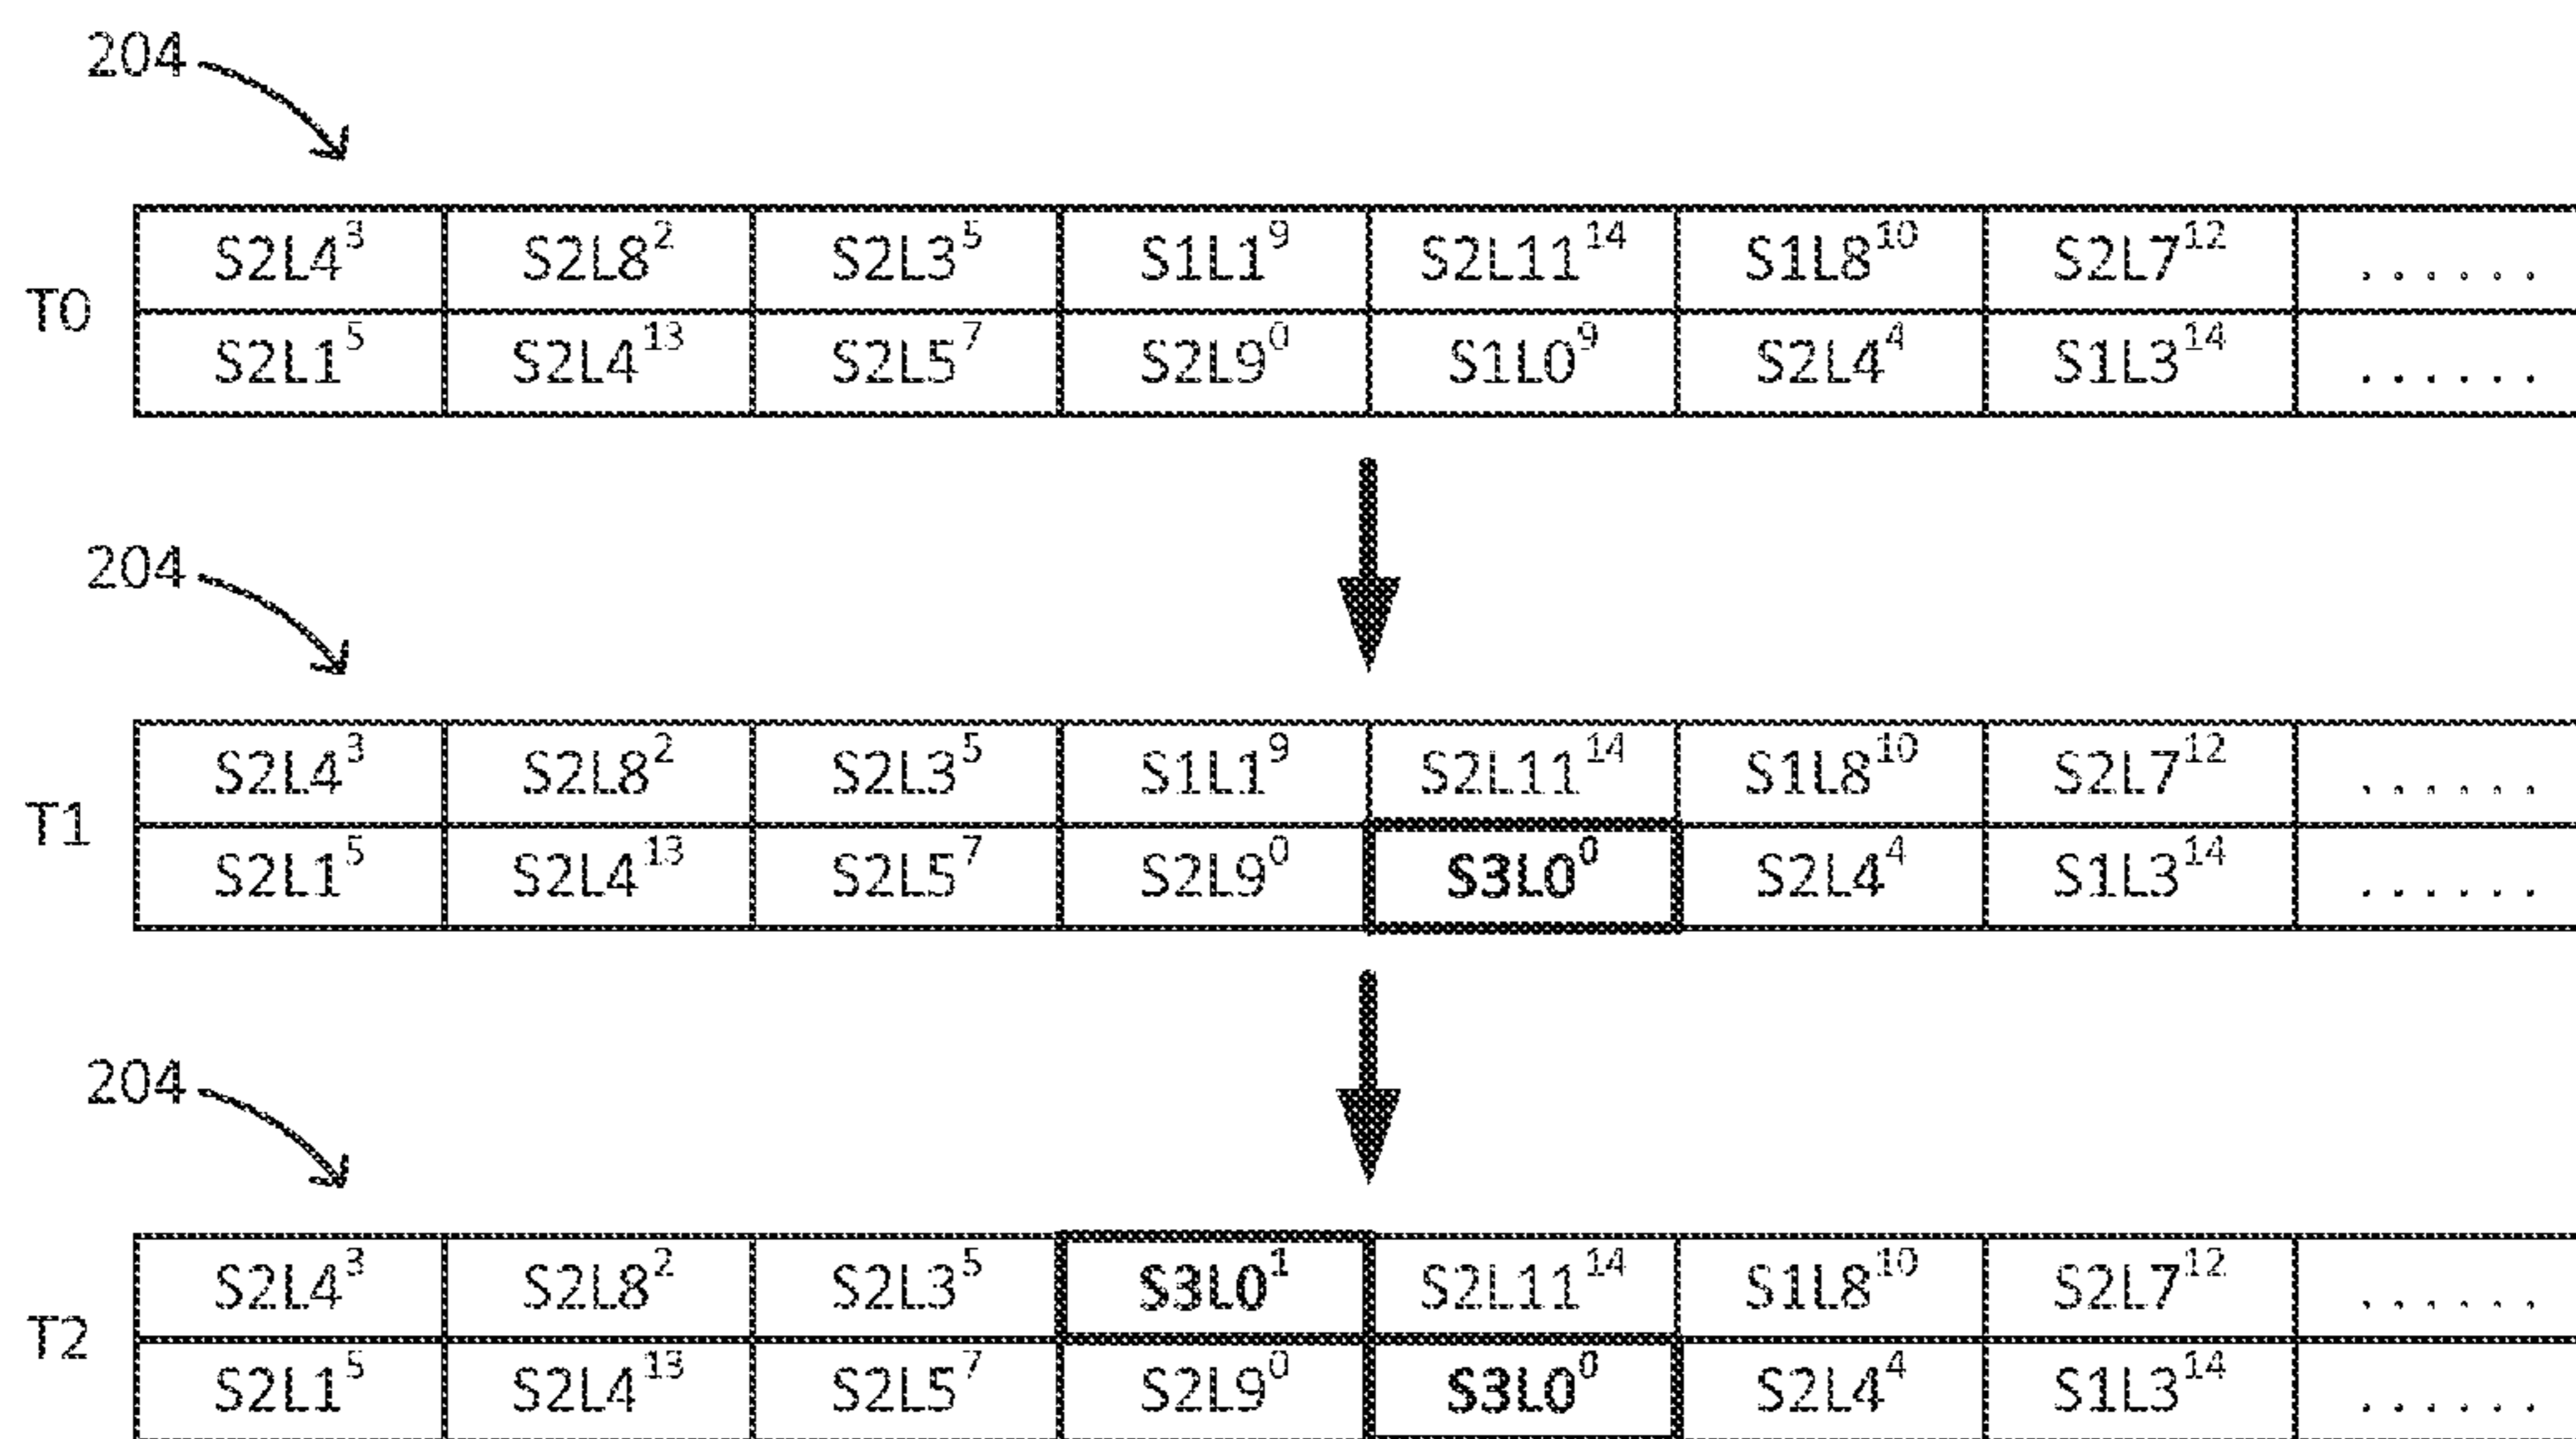 204
S2L4³ S2L8² S2L3⁵ S1L1⁹ S2L11¹⁴ S1L8¹⁰ S2L7¹² ......
T0
S2L1⁵ S2L4¹³ S2L5⁷ S2L9⁰ S1L0⁹ S2L4⁴ S1L3¹⁴ ......
204
S2L4³ S2L8² S2L3⁵ S1L1⁹ S2L11¹⁴ S1L8¹⁰ S2L7¹² ......
T1
S2L1⁵ S2L4¹³ S2L5⁷ S2L9⁰ S3L0⁰ S2L4⁴ S1L3¹⁴ ......
204
S2L4³ S2L8² S2L3⁵ S3L0¹ S2L11¹⁴ S1L8¹⁰ S2L7¹² ......
T2
S2L1⁵ S2L4¹³ S2L5⁷ S2L9⁰ S3L0⁰ S2L4⁴ S1L3¹⁴ ......